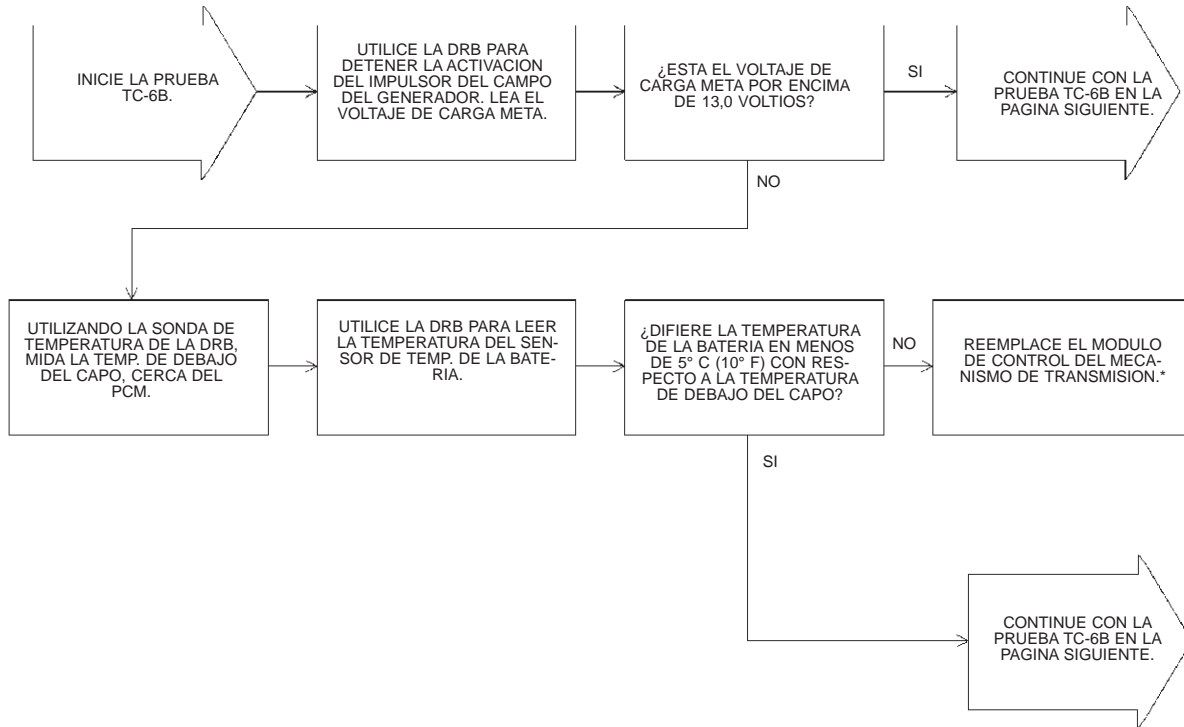 INICIE LA PRUEBA
TC-6B.
UTILICE LA DRB PARA
DETENER LA ACTIVACION
DEL IMPULSOR DEL CAMPO
DEL GENERADOR. LEA EL
VOLTAJE DE CARGA META.
¿ESTA EL VOLTAJE DE
CARGA META POR ENCIMA
DE 13,0 VOLTIOS?
SI
CONTINUE CON LA
PRUEBA TC-6B EN LA
PAGINA SIGUIENTE.
NO
UTILIZANDO LA SONDA DE
TEMPERATURA DE LA DRB,
MIDA LA TEMP. DE DEBAJO
DEL CAPO, CERCA DEL
PCM.
UTILICE LA DRB PARA LEER
LA TEMPERATURA DEL SEN-
SOR DE TEMP. DE LA BATE-
RIA.
¿DIFIERE LA TEMPERATURA
DE LA BATERIA EN MENOS
DE 5° C (10° F) CON RES-
PECTO A LA TEMPERATURA
DE DEBAJO DEL CAPO?
NO
REEMPLACE EL MODULO
DE CONTROL DEL MECA-
NISMO DE TRANSMISION.*
SI
CONTINUE CON LA
PRUEBA TC-6B EN LA
PAGINA SIGUIENTE.